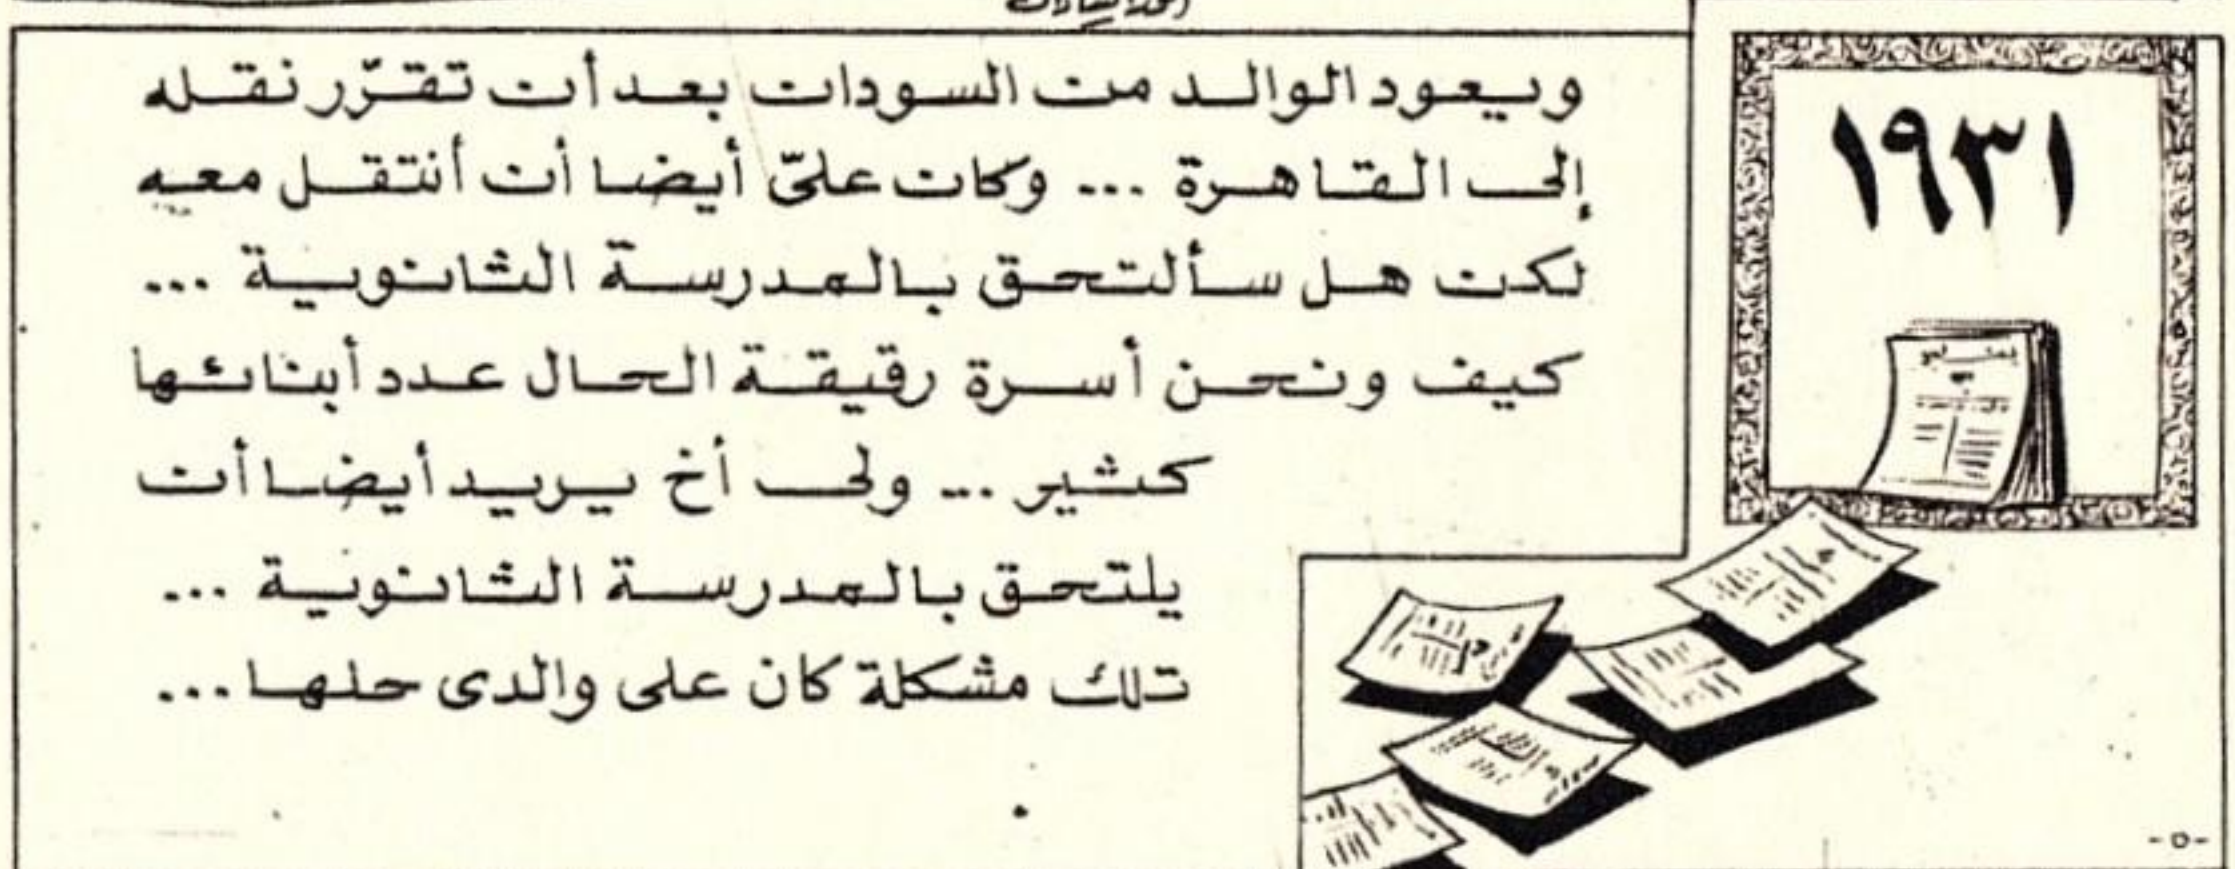 ١٩٣١
ويعود الوالد من السودان بعد أن تقرّر نقله
إلى القاهرة ... وكان علىّ أيضا أن أنتقل معه
لكن هل سألتحق بالمدرسة الثانوية ...
كيف ونحن أسرة رقيقة الحال عدد أبنائها
كثير ... ولى أخ يريد أيضا أن
يلتحق بالمدرسة الثانوية ...
تلك مشكلة كان على والدى حلها ...
-٥-